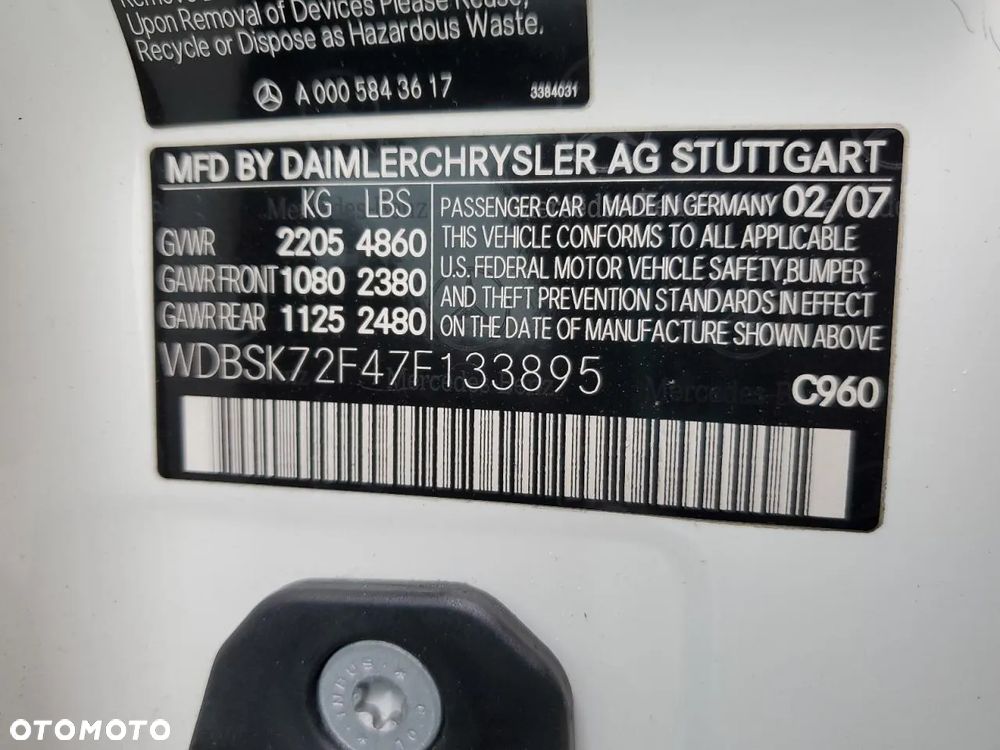 Upon Removal of Devices Please Reuse,
Recycle or Dispose as Hazardous Waste.
A 000 584 36 17
3384031
MFD BY DAIMLERCHRYSLER AG STUTTGART
KG LBS
GVWR 2205 4860
GAWR FRONT 1080 2380
GAWR REAR 1125 2480
PASSENGER CAR MADE IN GERMANY 02/07
THIS VEHICLE CONFORMS TO ALL APPLICABLE
U.S. FEDERAL MOTOR VEHICLE SAFETY, BUMPER
AND THEFT PREVENTION STANDARDS IN EFFECT
ON THE DATE OF MANUFACTURE SHOWN ABOVE
WDBSK72F47F133895
C960
INBUS
OTOMOTO